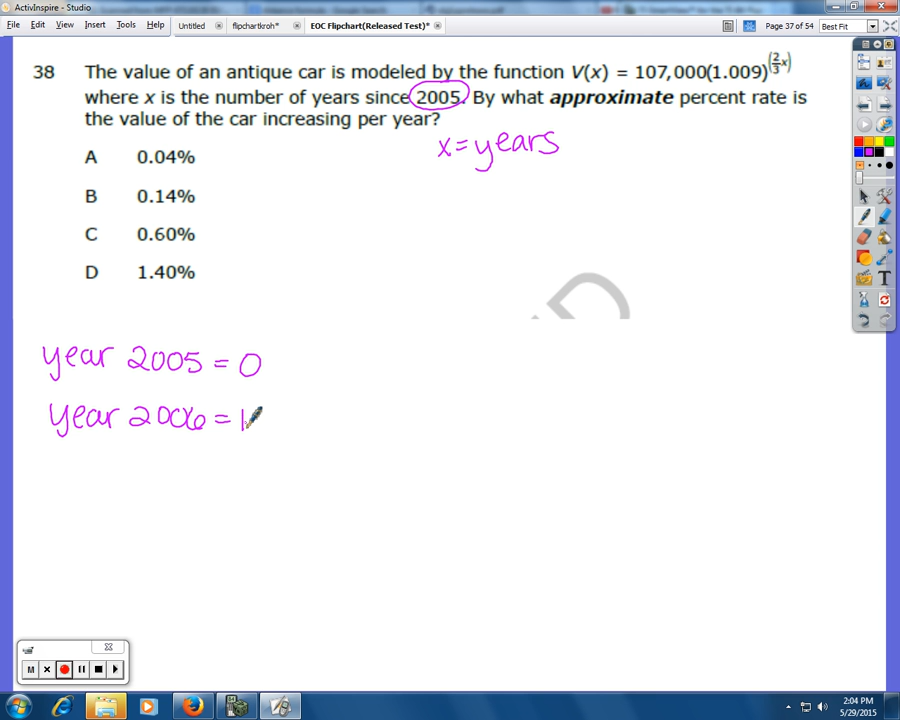 ActivInspire - Studio
File Edit View Insert Tools Help
Untitled flipchartkroh* EOC Flipchart(Released Test)*
Page 37 of 54 Best Fit
38 The value of an antique car is modeled by the function V(x) = 107,000(1.009)^(2/3 x)
where x is the number of years since 2005. By what approximate percent rate is
the value of the car increasing per year?
x = years
A 0.04%
B 0.14%
C 0.60%
D 1.40%
year 2005 = 0
year 2006 = 1
M
2:04 PM
5/29/2015